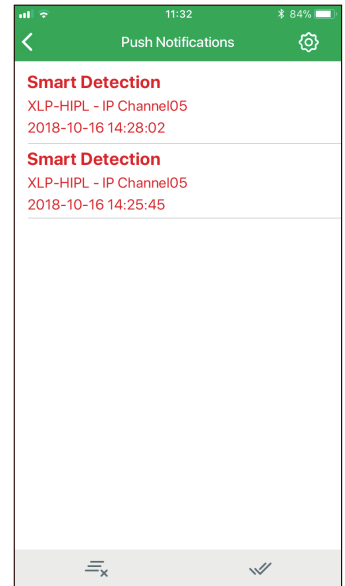 11:32
84%
Push Notifications
Smart Detection
XLP-HIPL - IP Channel05
2018-10-16 14:28:02
Smart Detection
XLP-HIPL - IP Channel05
2018-10-16 14:25:45